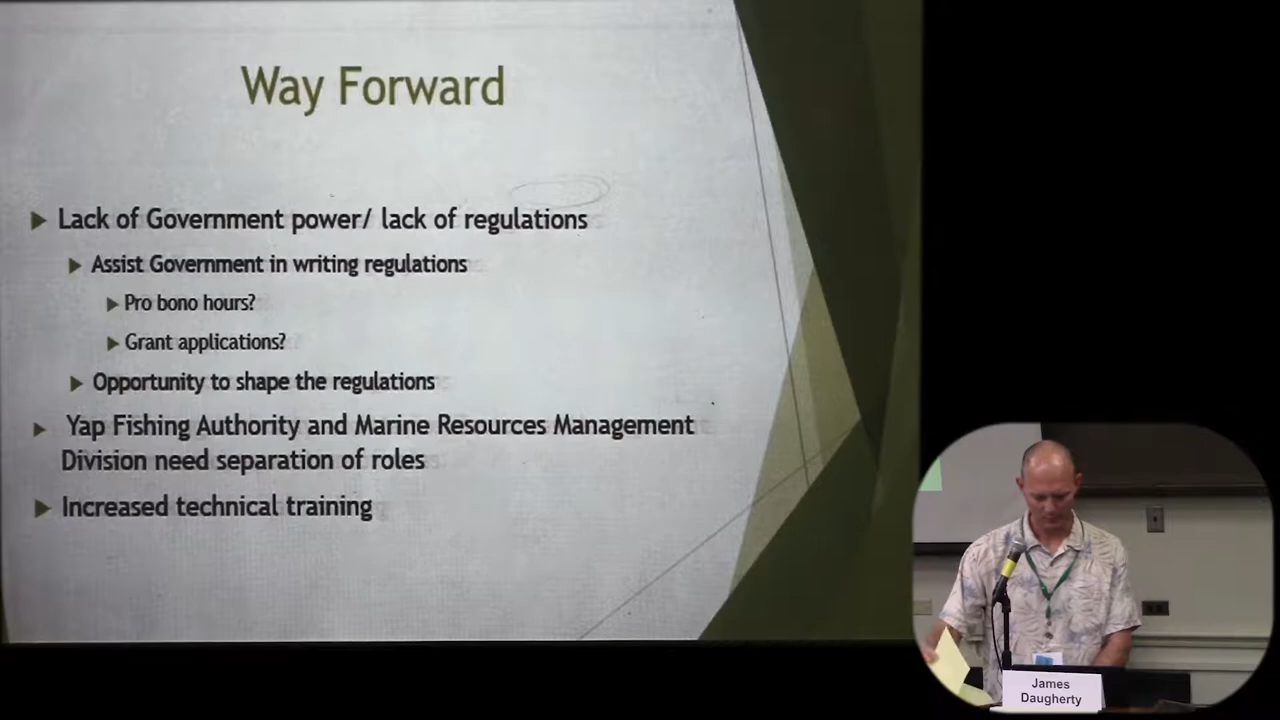 Way Forward
Lack of Government power/ lack of regulations
Assist Government in writing regulations
Pro bono hours?
Grant applications?
Opportunity to shape the regulations
Yap Fishing Authority and Marine Resources Management
Division need separation of roles
Increased technical training
James
Daugherty